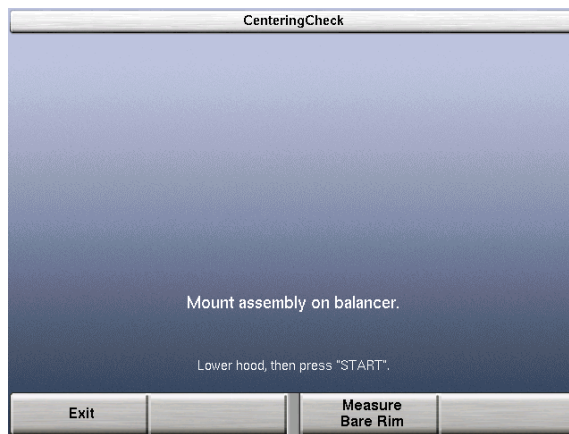 CenteringCheck
Mount assembly on balancer.
Lower hood, then press "START".
Exit
Measure
Bare Rim